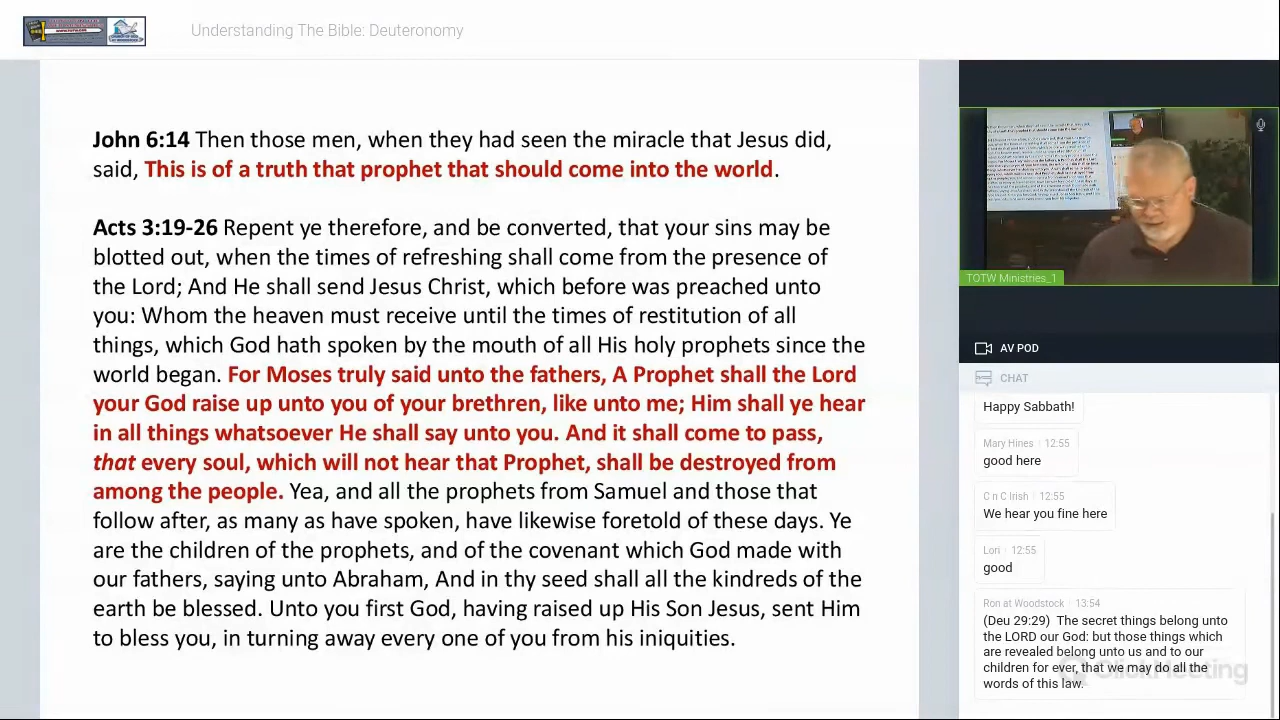 Understanding The Bible: Deuteronomy
John 6:14 Then those men, when they had seen the miracle that Jesus did,
said, This is of a truth that prophet that should come into the world.
Acts 3:19-26 Repent ye therefore, and be converted, that your sins may be
blotted out, when the times of refreshing shall come from the presence of
the Lord; And He shall send Jesus Christ, which before was preached unto
you: Whom the heaven must receive until the times of restitution of all
things, which God hath spoken by the mouth of all His holy prophets since the
world began. For Moses truly said unto the fathers, A Prophet shall the Lord
your God raise up unto you of your brethren, like unto me; Him shall ye hear
in all things whatsoever He shall say unto you. And it shall come to pass,
that every soul, which will not hear that Prophet, shall be destroyed from
among the people. Yea, and all the prophets from Samuel and those that
follow after, as many as have spoken, have likewise foretold of these days. Ye
are the children of the prophets, and of the covenant which God made with
our fathers, saying unto Abraham, And in thy seed shall all the kindreds of the
earth be blessed. Unto you first God, having raised up His Son Jesus, sent Him
to bless you, in turning away every one of you from his iniquities.
TOTW Ministries_1
AV POD
CHAT
Happy Sabbath!
Mary Hines 12:55
good here
C n C Irish 12:55
We hear you fine here
Lori 12:55
good
Ron at Woodstock 13:54
(Deu 29:29) The secret things belong unto
the LORD our God: but those things which
are revealed belong unto us and to our
children for ever, that we may do all the
words of this law.
ClickMeeting